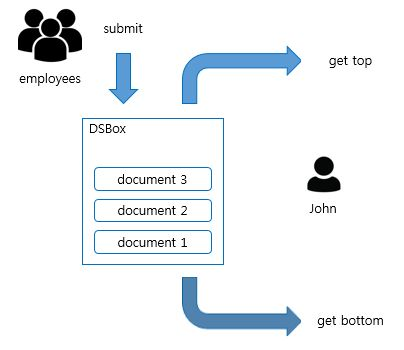 submit
employees
get top
DSBox
document 3
document 2
document 1
John
get bottom